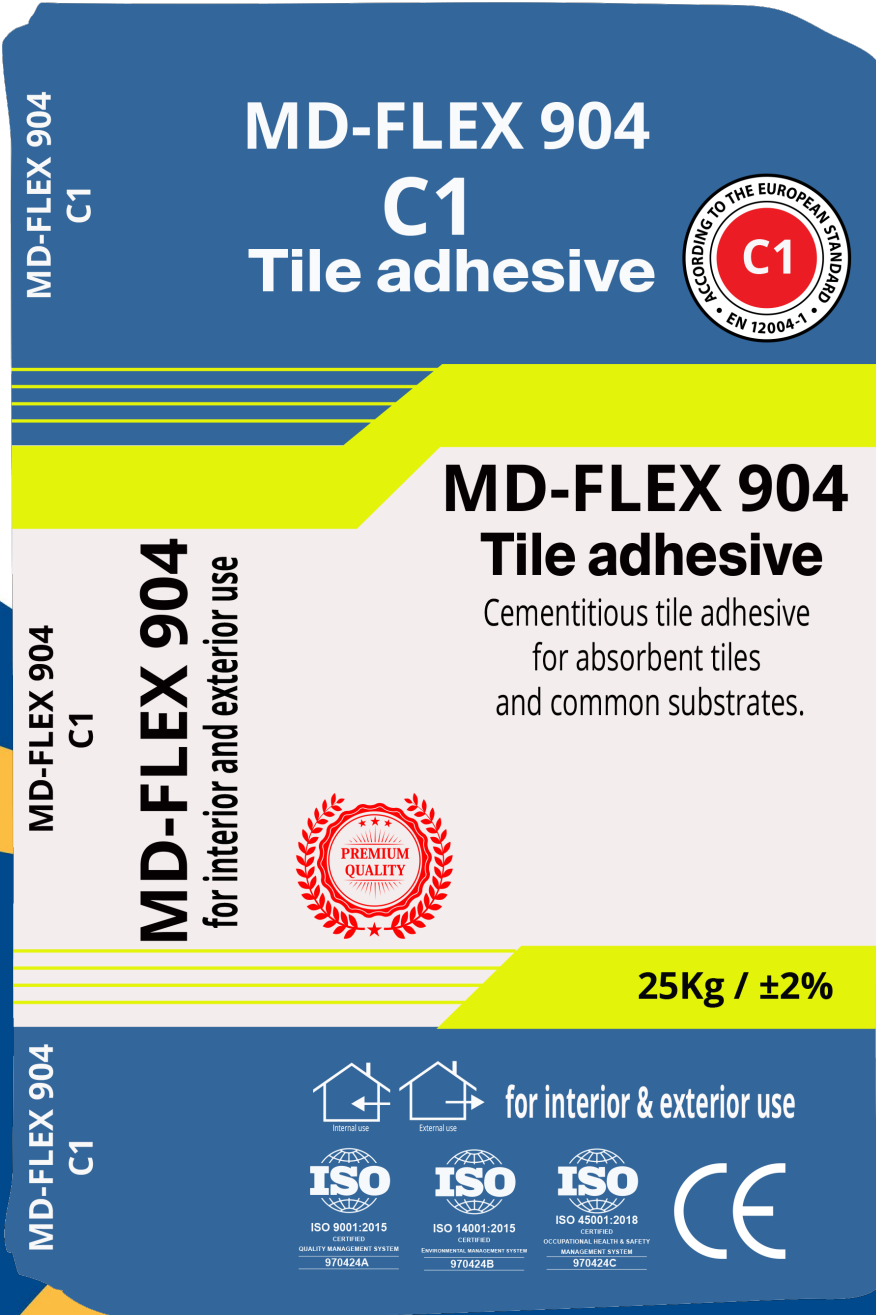 MD-FLEX 904
C1
MD-FLEX 904
C1
Tile adhesive
ACCORDING TO THE EUROPEAN STANDARD
C1
• EN 12004-1 •
MD-FLEX 904
Tile adhesive
Cementitious tile adhesive
for absorbent tiles
and common substrates.
MD-FLEX 904
C1
MD-FLEX 904
for interior and exterior use
PREMIUM
QUALITY
25Kg / ±2%
MD-FLEX 904
C1
Internal use
External use
for interior & exterior use
ISO
ISO 9001:2015
CERTIFIED
QUALITY MANAGEMENT SYSTEM
970424A
ISO
ISO 14001:2015
CERTIFIED
ENVIRONMENTAL MANAGEMENT SYSTEM
970424B
ISO
ISO 45001:2018
CERTIFIED
OCCUPATIONAL HEALTH & SAFETY
MANAGEMENT SYSTEM
970424C
CE